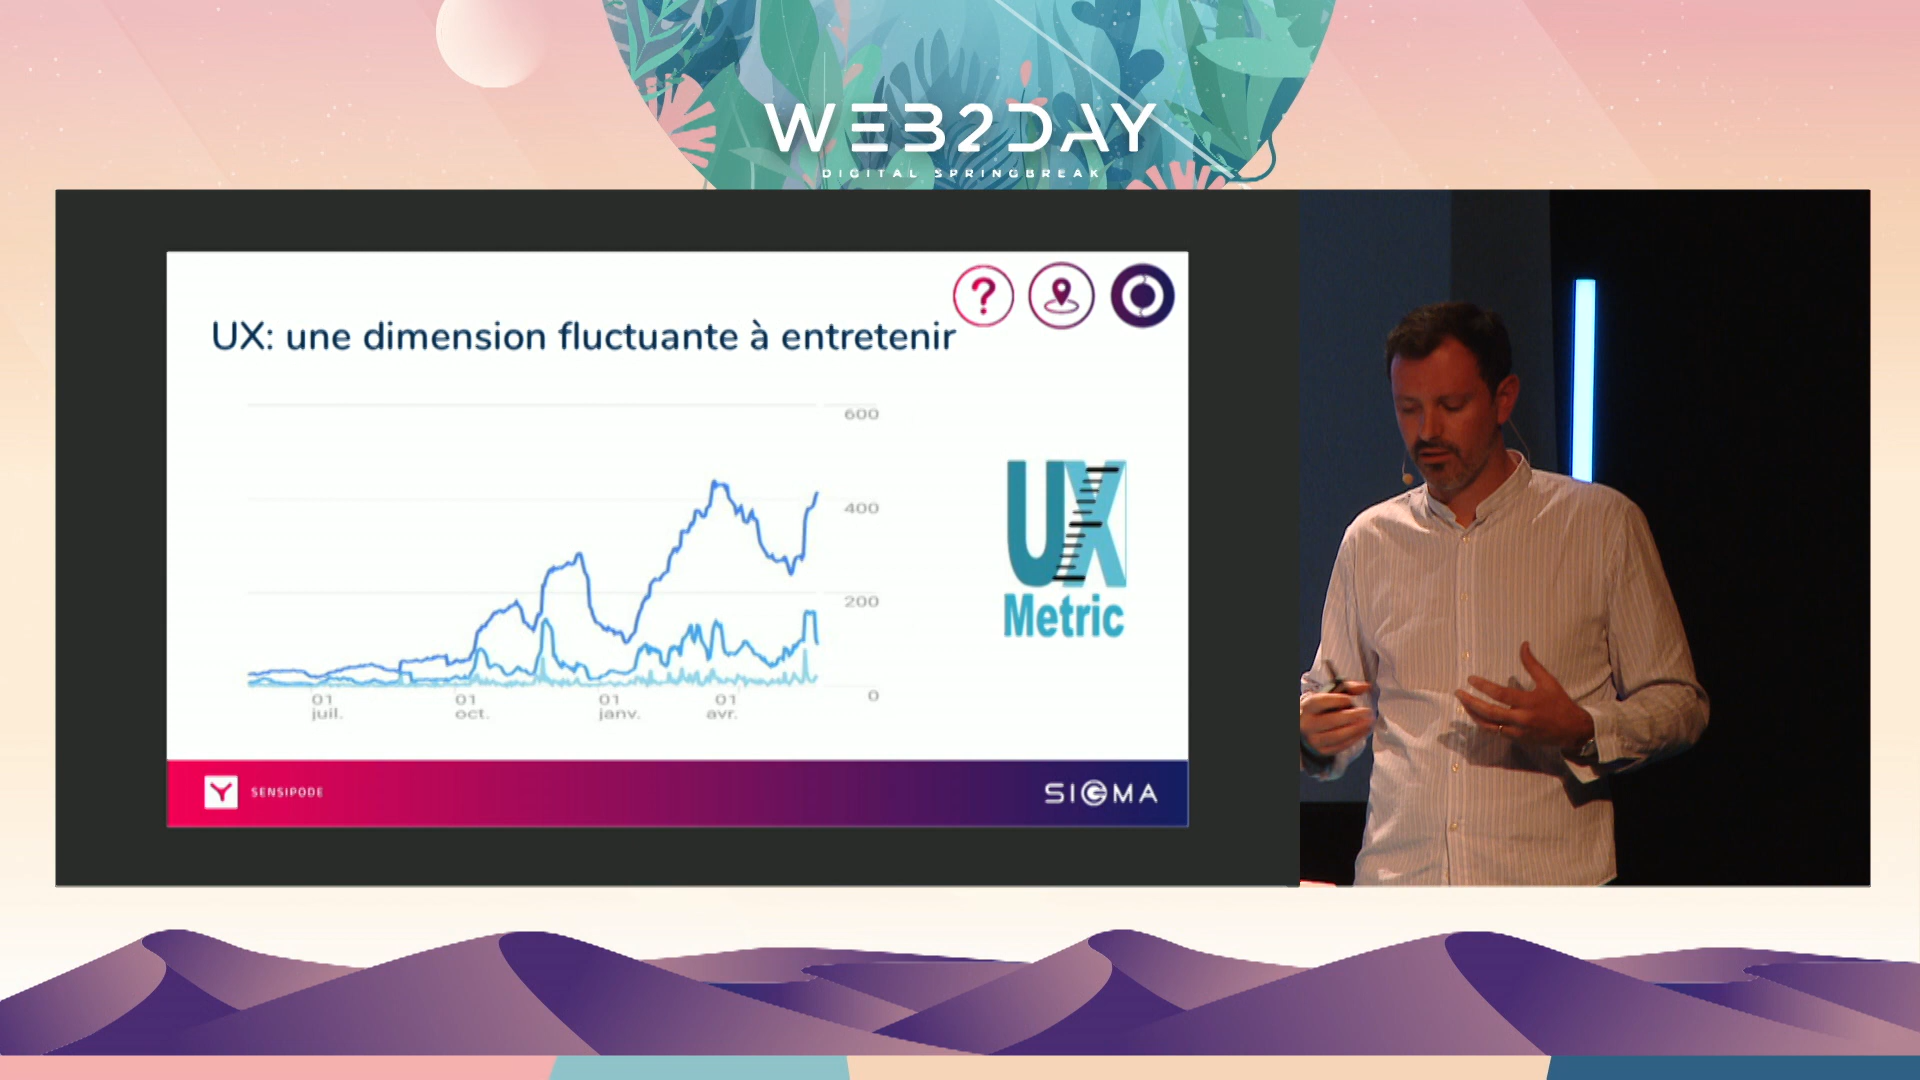 WEB2DAY
DIGITAL SPRINGBREAK
?
UX: une dimension fluctuante à entretenir
600
400
200
0
01
juil.
01
oct.
01
janv.
01
avr.
UX
Metric
SENSIPODE
SIGMA